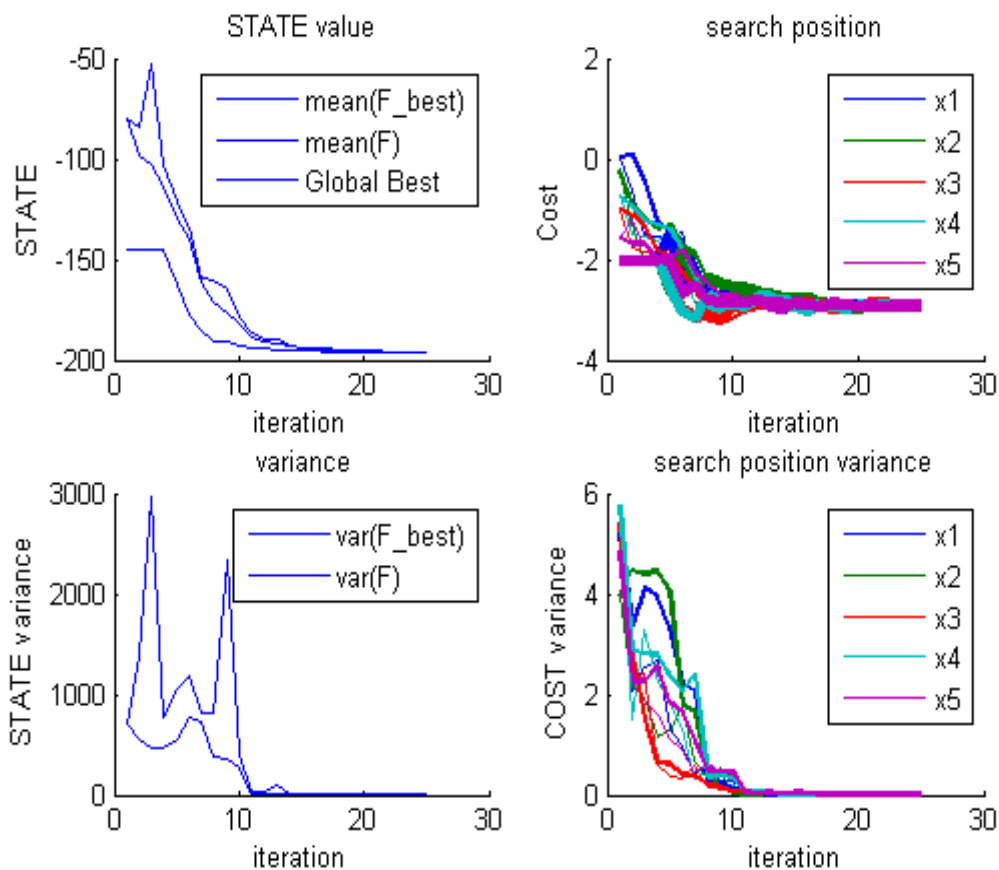 STATE value
-50
-100
-150
-200
STATE
mean(F_best)
mean(F)
Global Best
0
10
20
30
iteration
search position
2
0
-2
-4
Cost
x1
x2
x3
x4
x5
0
10
20
30
iteration
variance
3000
2000
1000
0
STATE variance
var(F_best)
var(F)
0
10
20
30
iteration
search position variance
6
4
2
0
COST variance
x1
x2
x3
x4
x5
0
10
20
30
iteration